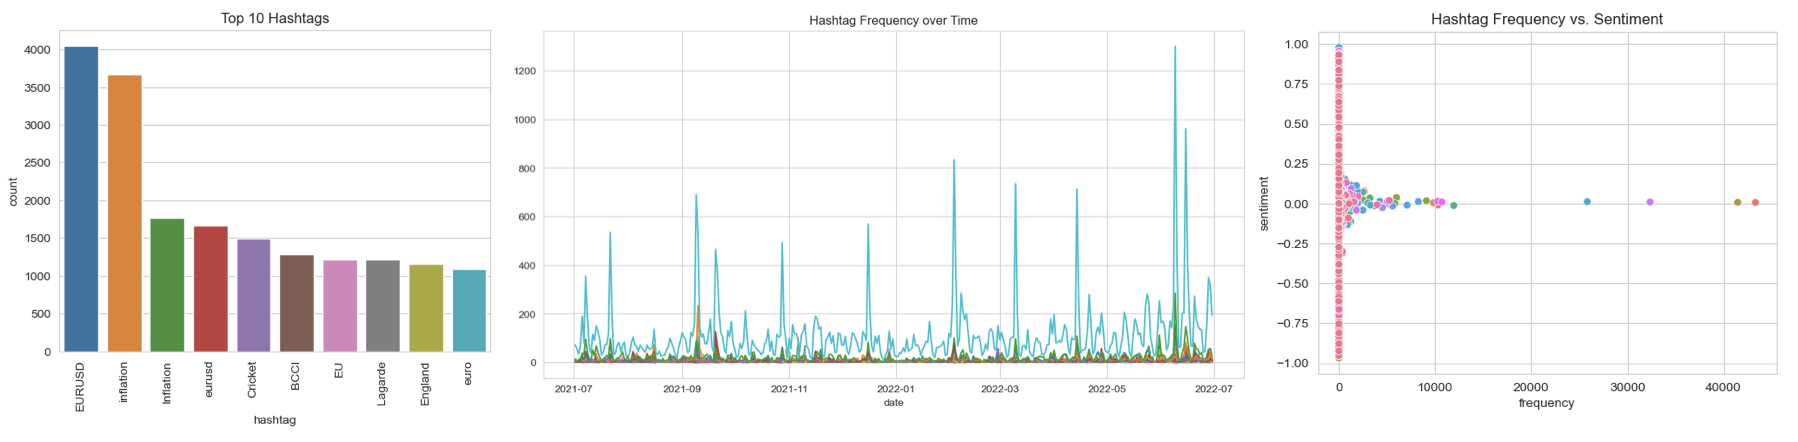 Top 10 Hashtags
4000
3500
3000
2500
2000
1500
1000
500
0
count
EURUSD
inflation
Inflation
eurusd
Cricket
BCCI
EU
Lagarde
England
euro
hashtag
Hashtag Frequency over Time
1200
1000
800
600
400
200
0
2021-07
2021-09
2021-11
2022-01
2022-03
2022-05
2022-07
date
Hashtag Frequency vs. Sentiment
1.00
0.75
0.50
0.25
0.00
−0.25
−0.50
−0.75
−1.00
sentiment
0
10000
20000
30000
40000
frequency